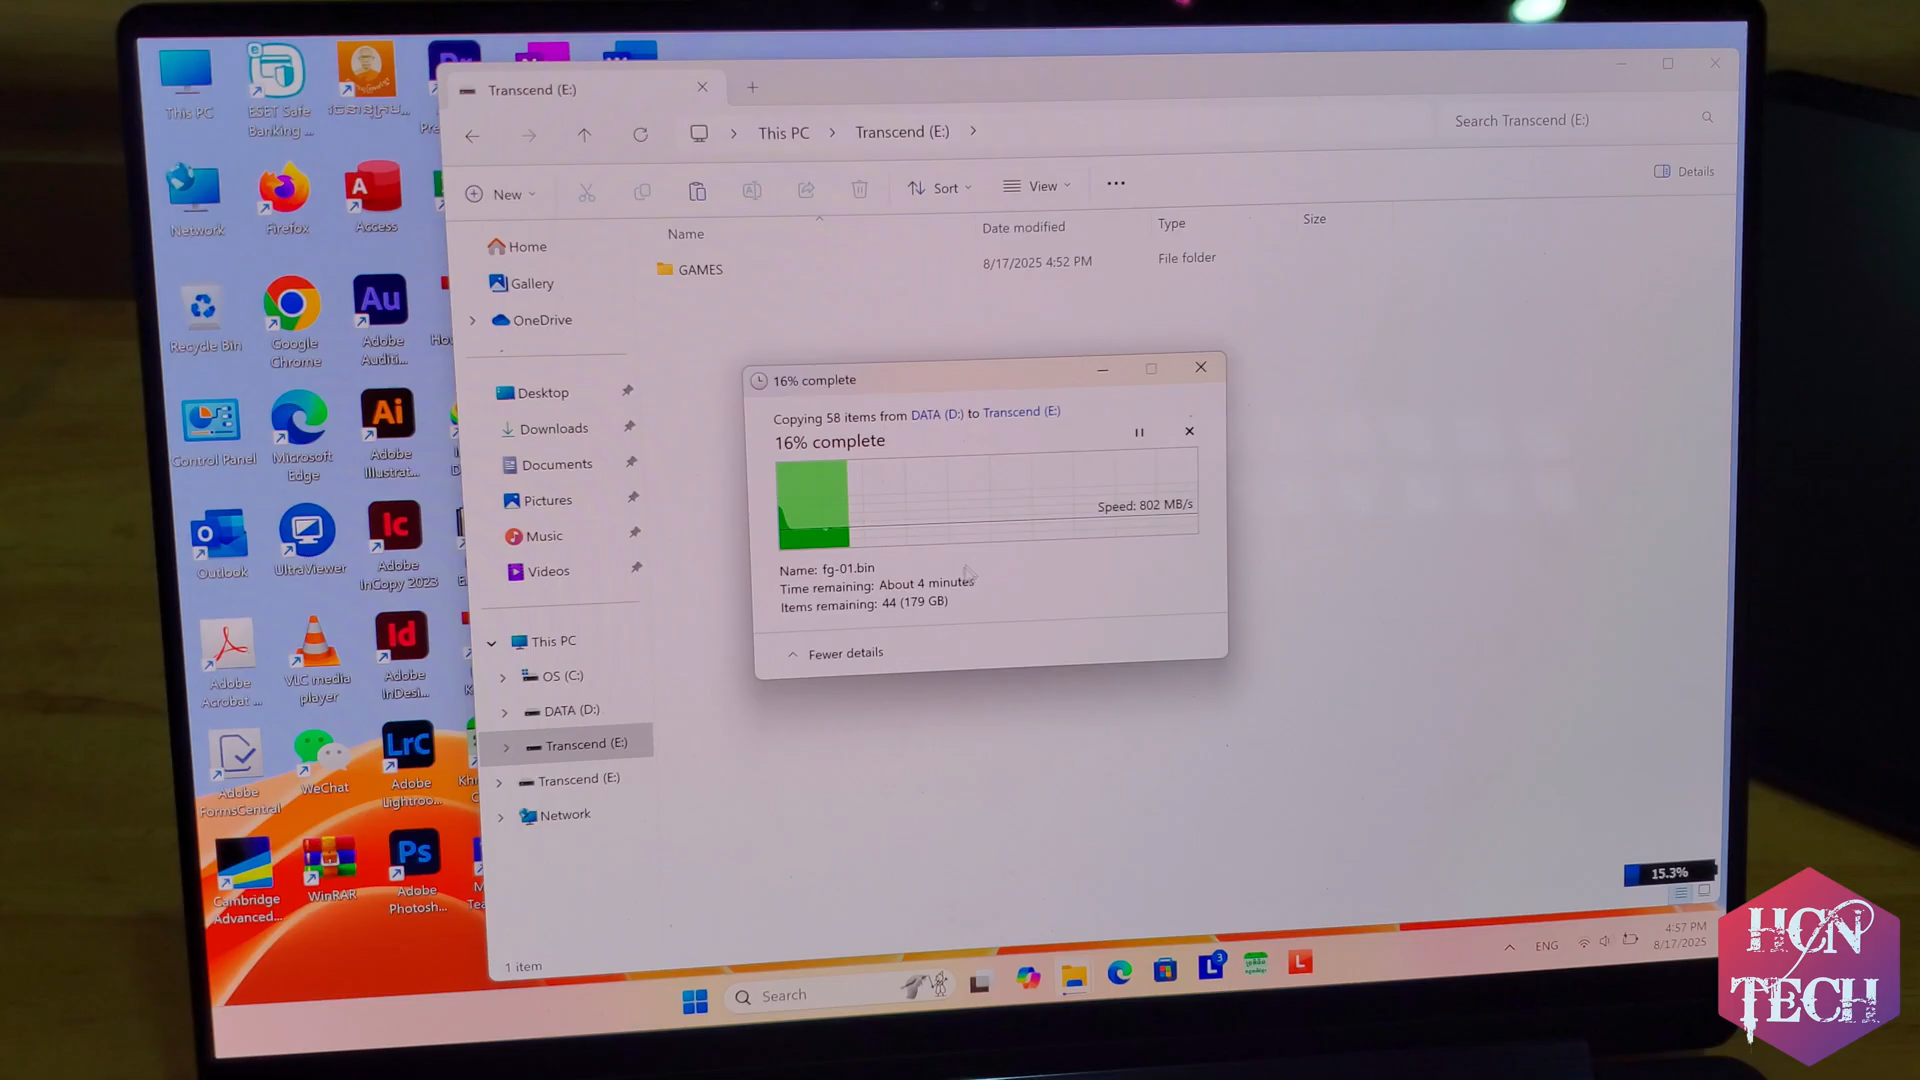 This PC
ESET Safe
Banking ...
Network
Firefox
Access
Recycle Bin
Google
Chrome
Adobe
Auditi...
Control Panel
Microsoft
Edge
Adobe
Illustrat...
Outlook
UltraViewer
Adobe
InCopy 2023
Adobe
Acrobat ...
VLC media
player
Adobe
InDesi...
Adobe
FormsCentral
WeChat
Adobe
Lightroo...
Cambridge
Advanced...
WinRAR
Adobe
Photosh...
Transcend (E:)
This PC
Transcend (E:)
Search Transcend (E:)
New
Sort
View
Details
Name
Date modified
Type
Size
GAMES
8/17/2025 4:52 PM
File folder
Home
Gallery
OneDrive
Desktop
Downloads
Documents
Pictures
Music
Videos
This PC
OS (C:)
DATA (D:)
Transcend (E:)
Transcend (E:)
Network
1 item
16% complete
Copying 58 items from DATA (D:) to Transcend (E:)
16% complete
Speed: 802 MB/s
Name: fg-01.bin
Time remaining: About 4 minutes
Items remaining: 44 (179 GB)
Fewer details
15.3%
Search
ENG
4:57 PM
8/17/2025
HCN
TECH